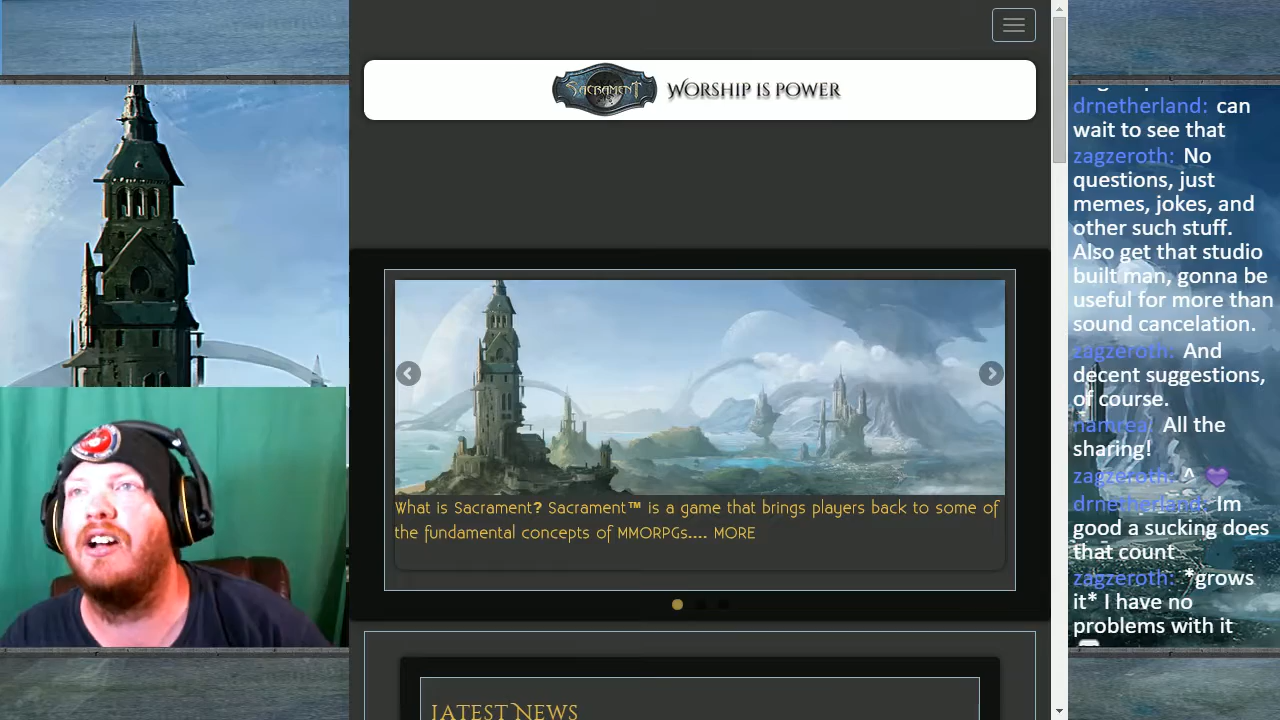 SACRAMENT
WORSHIP IS POWER
What is Sacrament? Sacrament™ is a game that brings players back to some of
the fundamental concepts of MMORPGs.... MORE
LATEST NEWS
drnetherland: can
wait to see that
zagzeroth: No
questions, just
memes, jokes, and
other such stuff.
Also get that studio
built man, gonna be
useful for more than
sound cancelation.
zagzeroth: And
decent suggestions,
of course.
namrea: All the
sharing!
zagzeroth: ^ 💜
drnetherland: Im
good a sucking does
that count
zagzeroth: *grows
it* I have no
problems with it